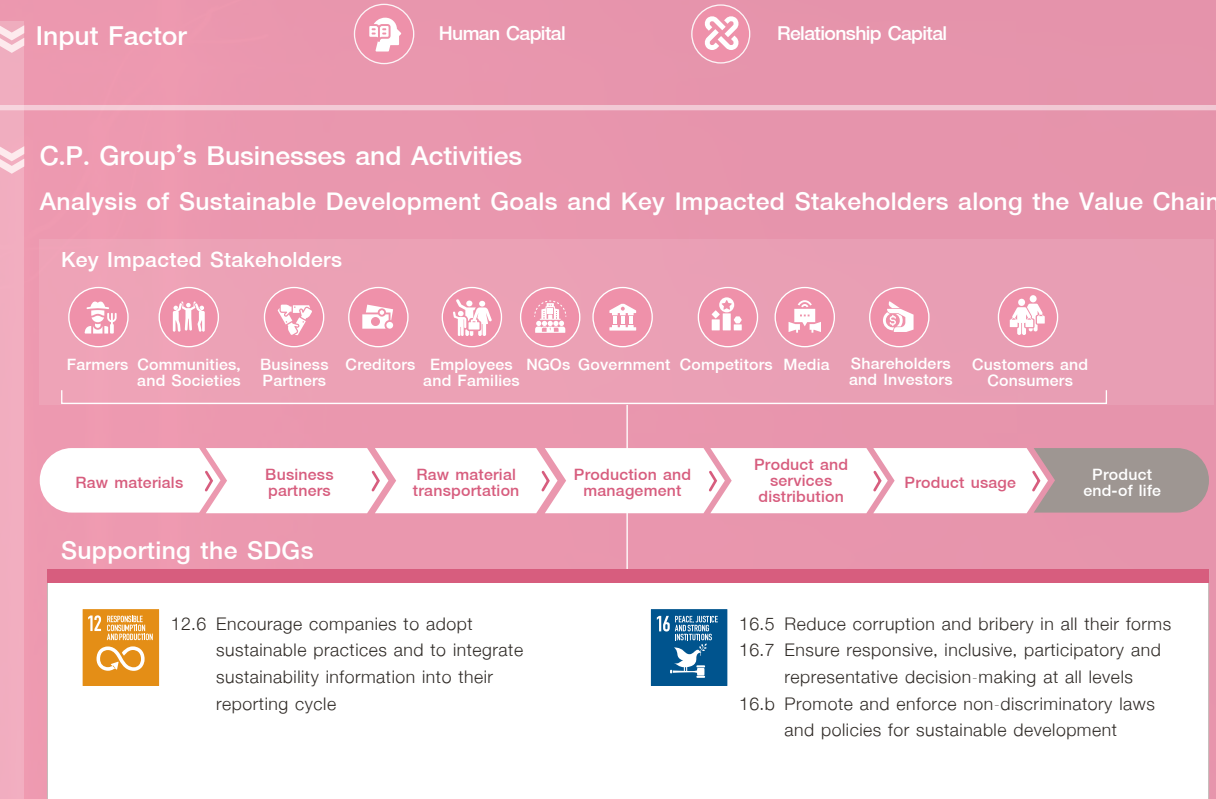 Input Factor
Human Capital
Relationship Capital
C.P. Group's Businesses and Activities
Analysis of Sustainable Development Goals and Key Impacted Stakeholders along the Value Chain
Key Impacted Stakeholders
Farmers
Communities,
and Societies
Business
Partners
Creditors
Employees
and Families
NGOs
Government
Competitors
Media
Shareholders
and Investors
Customers and
Consumers
Raw materials
Business
partners
Raw material
transportation
Production and
management
Product and
services
distribution
Product usage
Product
end-of life
Supporting the SDGs
12 RESPONSIBLE
CONSUMPTION
AND PRODUCTION
12.6 Encourage companies to adopt
sustainable practices and to integrate
sustainability information into their
reporting cycle
16 PEACE, JUSTICE
AND STRONG
INSTITUTIONS
16.5 Reduce corruption and bribery in all their forms
16.7 Ensure responsive, inclusive, participatory and
representative decision-making at all levels
16.b Promote and enforce non-discriminatory laws
and policies for sustainable development